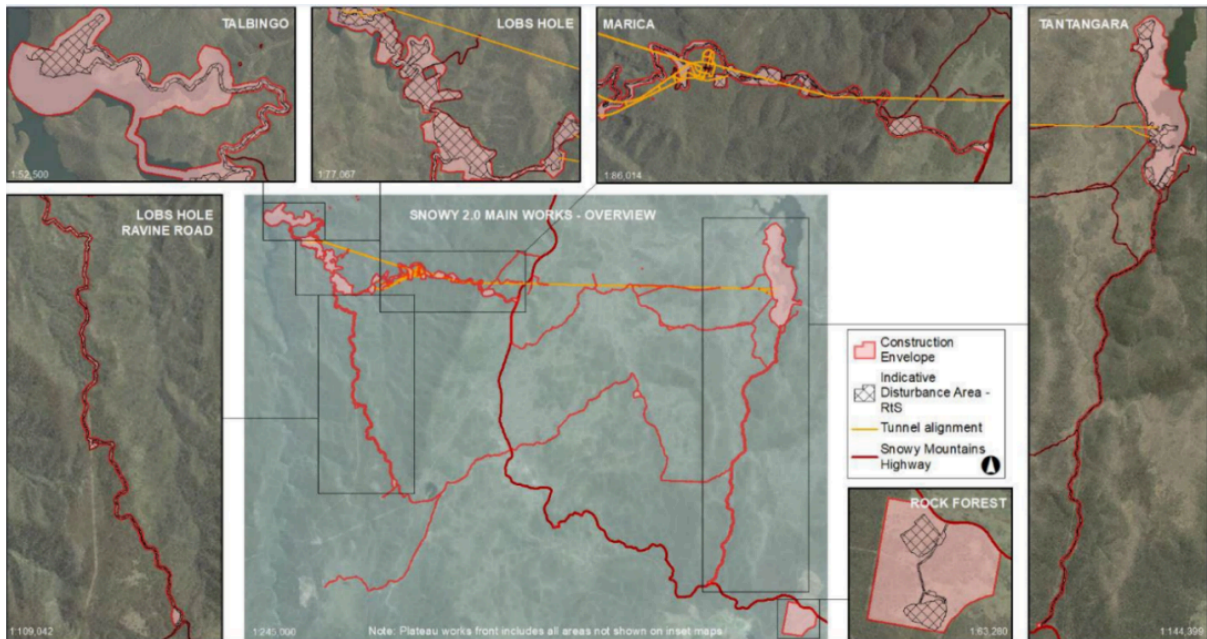 TALBINGO
1:52,500
LOBS HOLE
1:77,067
MARICA
1:86,014
TANTANGARA
1:144,399
LOBS HOLE
RAVINE ROAD
1:109,042
SNOWY 2.0 MAIN WORKS - OVERVIEW
1:245,000
Note: Plateau works front includes all areas not shown on inset maps
Construction
Envelope
Indicative
Disturbance Area -
RtS
Tunnel alignment
Snowy Mountains
Highway
ROCK FOREST
1:63,280